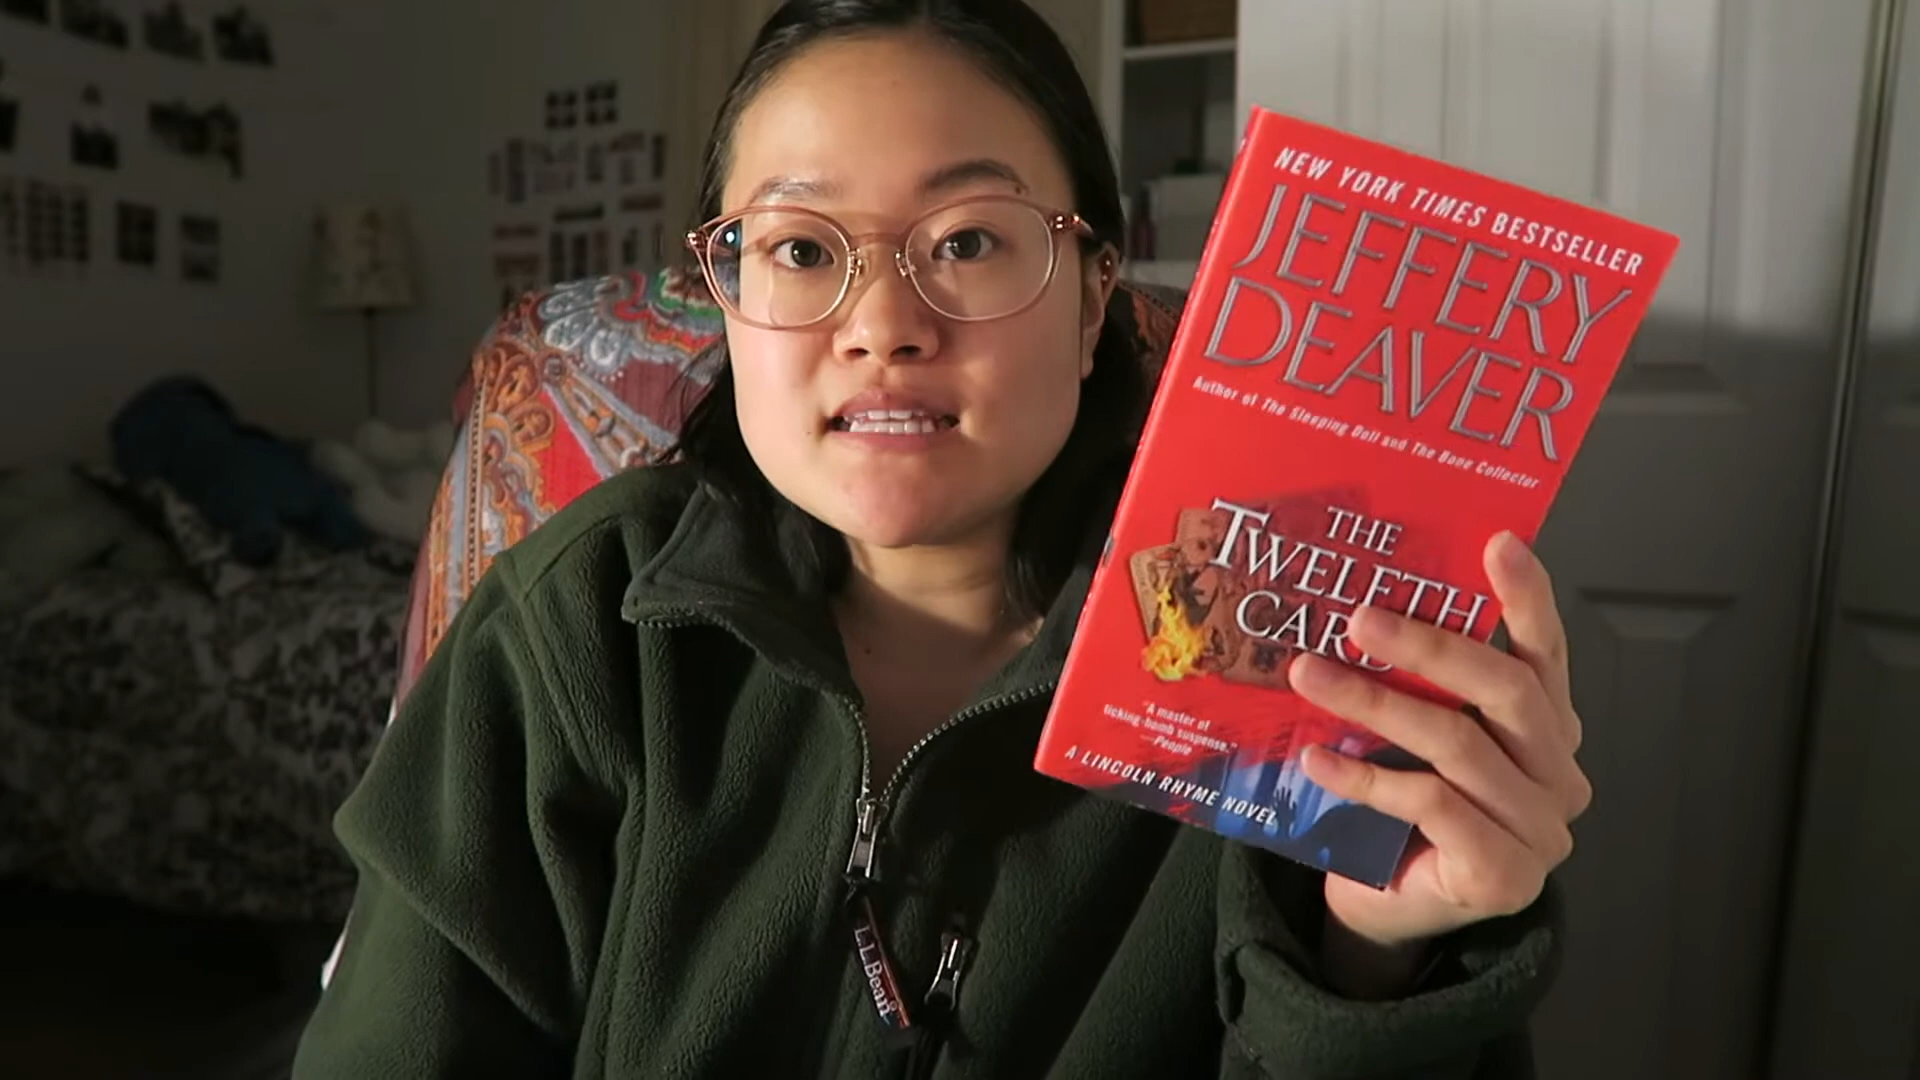 NEW YORK TIMES BESTSELLER
JEFFERY
DEAVER
Author of The Sleeping Doll and The Bone Collector
THE
TWELFTH
CARD
"A master of
ticking-bomb suspense."
—People
A LINCOLN RHYME NOVEL
L.L.Bean